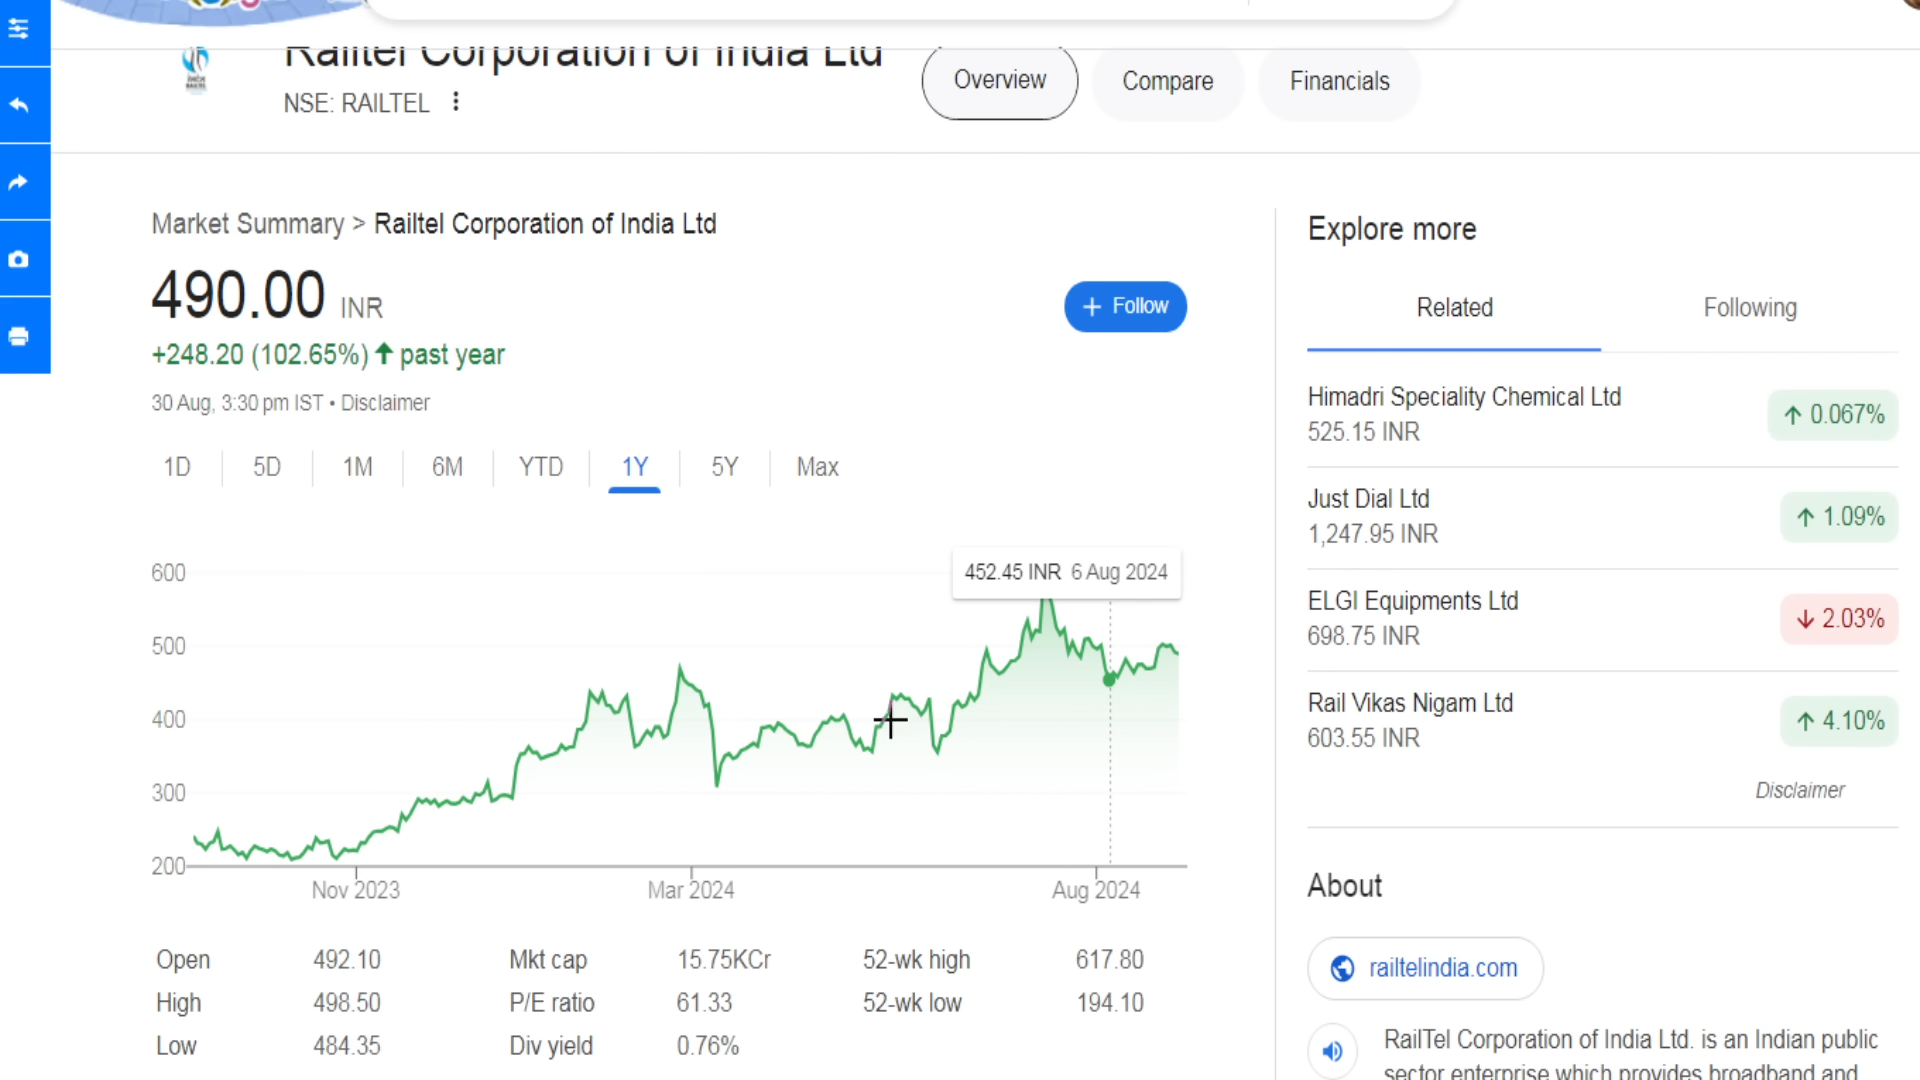 Railtel Corporation of India Ltd
NSE: RAILTEL
Overview
Compare
Financials
Market Summary > Railtel Corporation of India Ltd
490.00 INR
+ Follow
+248.20 (102.65%) ↑ past year
30 Aug, 3:30 pm IST • Disclaimer
1D 5D 1M 6M YTD 1Y 5Y Max
452.45 INR 6 Aug 2024
600
500
400
300
200
Nov 2023 Mar 2024 Aug 2024
Open 492.10 Mkt cap 15.75KCr 52-wk high 617.80
High 498.50 P/E ratio 61.33 52-wk low 194.10
Low 484.35 Div yield 0.76%
Explore more
Related Following
Himadri Speciality Chemical Ltd
525.15 INR
↑ 0.067%
Just Dial Ltd
1,247.95 INR
↑ 1.09%
ELGI Equipments Ltd
698.75 INR
↓ 2.03%
Rail Vikas Nigam Ltd
603.55 INR
↑ 4.10%
Disclaimer
About
railtelindia.com
RailTel Corporation of India Ltd. is an Indian public
sector enterprise which provides broadband and